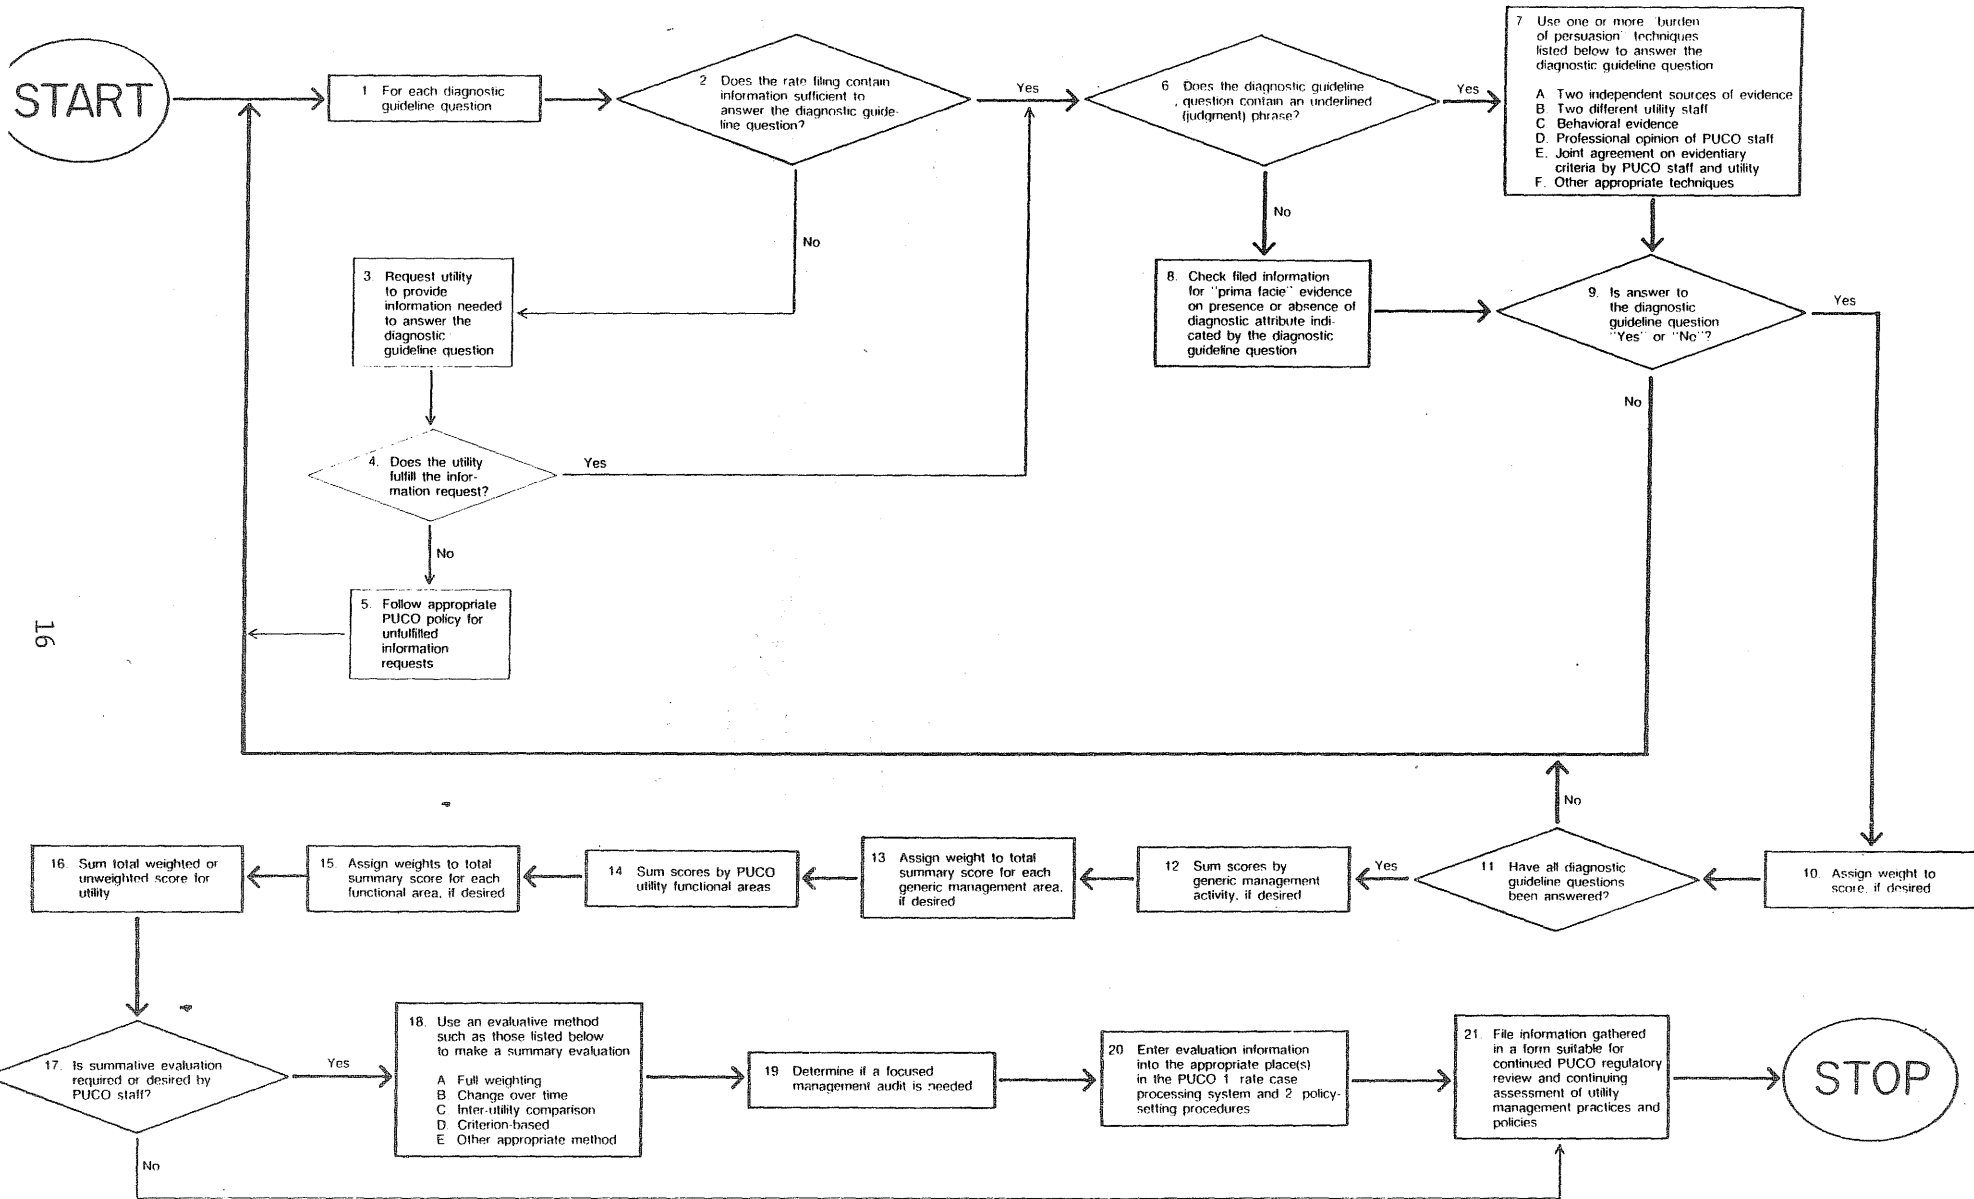 START
1 For each diagnostic
guideline question
2 Does the rate filing contain
information sufficient to
answer the diagnostic guide-
line question?
Yes
No
3. Request utility
to provide
information needed
to answer the
diagnostic
guideline question
4. Does the utility
fulfill the infor-
mation request?
Yes
No
5. Follow appropriate
PUCO policy for
unfulfilled
information
requests
6. Does the diagnostic guideline
question contain an underlined
(judgment) phrase?
Yes
No
7 Use one or more "burden
of persuasion" techniques
listed below to answer the
diagnostic guideline question
A Two independent sources of evidence
B. Two different utility staff
C. Behavioral evidence
D. Professional opinion of PUCO staff
E. Joint agreement on evidentiary
criteria by PUCO staff and utility
F. Other appropriate techniques
8. Check filed information
for "prima facie" evidence
on presence or absence of
diagnostic attribute indi-
cated by the diagnostic
guideline question
9. Is answer to
the diagnostic
guideline question
"Yes" or "No"?
Yes
No
10. Assign weight to
score, if desired
11 Have all diagnostic
guideline questions
been answered?
No
Yes
12 Sum scores by
generic management
activity, if desired
13 Assign weight to total
summary score for each
generic management area,
if desired
14 Sum scores by PUCO
utility functional areas
15. Assign weights to total
summary score for each
functional area, if desired
16. Sum total weighted or
unweighted score for
utility
17. Is summative evaluation
required or desired by
PUCO staff?
Yes
No
18. Use an evaluative method
such as those listed below
to make a summary evaluation
A Full weighting
B Change over time
C Inter-utility comparison
D. Criterion-based
E Other appropriate method
19 Determine if a focused
management audit is needed
20 Enter evaluation information
into the appropriate place(s)
in the PUCO 1 rate case
processing system and 2 policy-
setting procedures
21. File information gathered
in a form suitable for
continued PUCO regulatory
review and continuing
assessment of utility
management practices and
policies
STOP
16